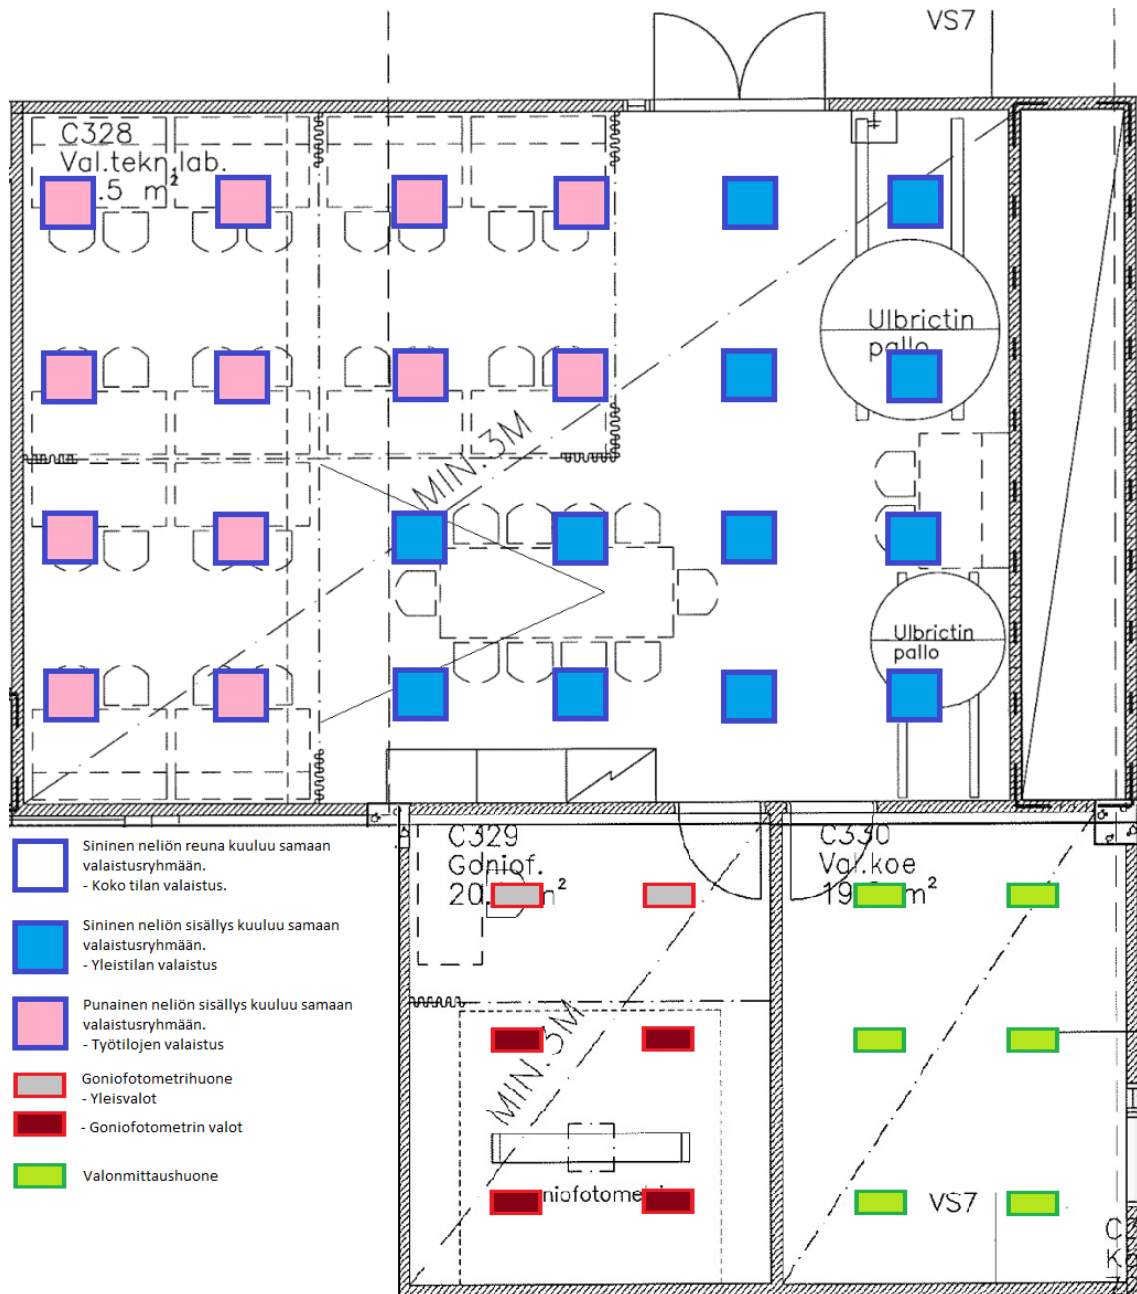 VS7
C328
Val.tekn.lab.
.5 m²
Ulbrictin
pallo
MIN.3M
Ulbrictin
pallo
Sininen neliön reuna kuuluu samaan
valaistusryhmään.
- Koko tilan valaistus.
Sininen neliön sisällys kuuluu samaan
valaistusryhmään.
- Yleistilan valaistus
Punainen neliön sisällys kuuluu samaan
valaistusryhmään.
- Työtilojen valaistus
Goniofotometrihuone
- Yleisvalot
- Goniofotometrin valot
Valonmittaushuone
C329
Goniof.
20. m²
C330
Val.koe
19 m²
MIN.3M
niofotometri
VS7